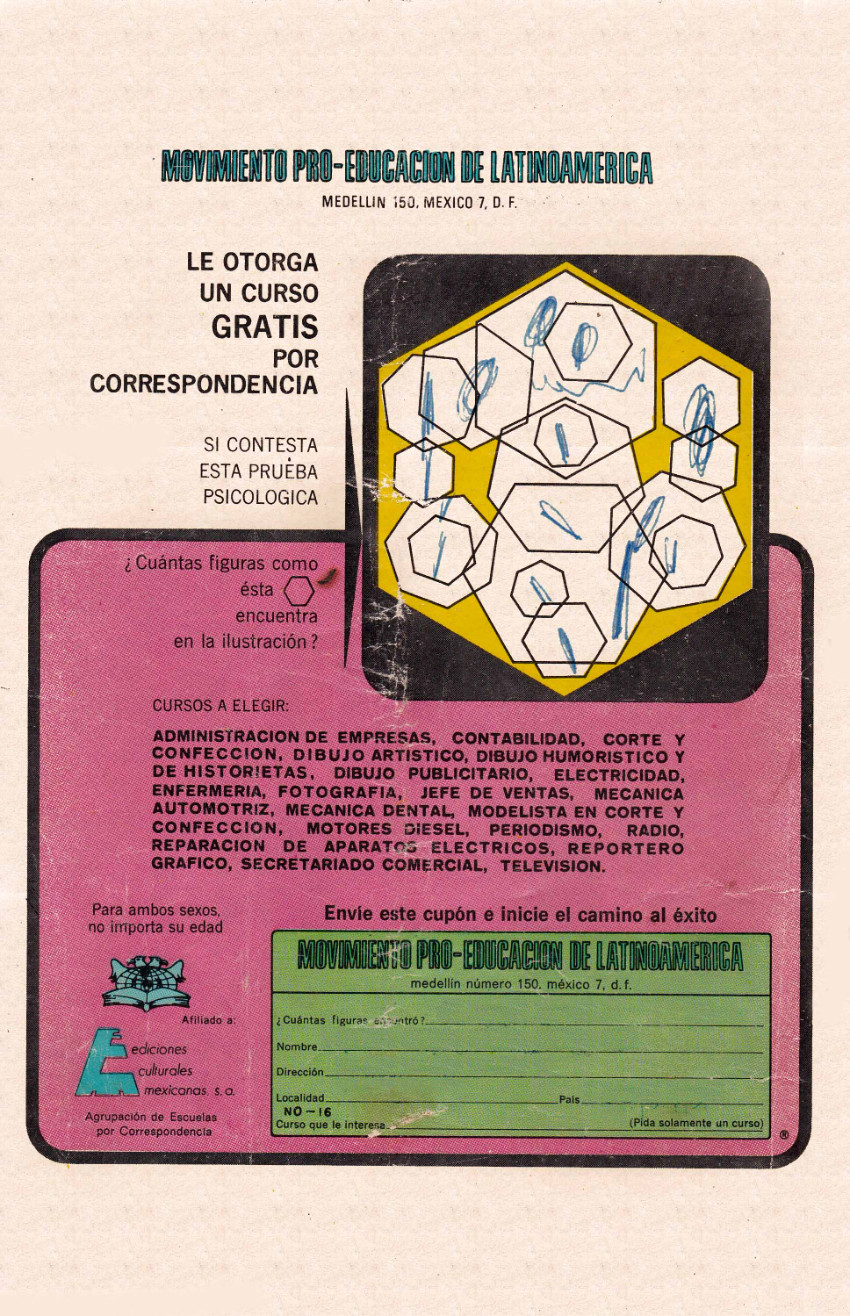 MOVIMIENTO PRO-EDUCACION DE LATINOAMERICA
MEDELLIN 150, MEXICO 7, D. F.
LE OTORGA
UN CURSO
GRATIS
POR
CORRESPONDENCIA
SI CONTESTA
ESTA PRUEBA
PSICOLOGICA
¿Cuántas figuras como
ésta
encuentra
en la ilustración?
CURSOS A ELEGIR:
ADMINISTRACION DE EMPRESAS, CONTABILIDAD, CORTE Y
CONFECCION, DIBUJO ARTISTICO, DIBUJO HUMORISTICO Y
DE HISTORIETAS, DIBUJO PUBLICITARIO, ELECTRICIDAD,
ENFERMERIA, FOTOGRAFIA, JEFE DE VENTAS, MECANICA
AUTOMOTRIZ, MECANICA DENTAL, MODELISTA EN CORTE Y
CONFECCION, MOTORES DIESEL, PERIODISMO, RADIO,
REPARACION DE APARATOS ELECTRICOS, REPORTERO
GRAFICO, SECRETARIADO COMERCIAL, TELEVISION.
Para ambos sexos,
no importa su edad
Afiliado a:
ediciones
culturales
mexicanas, s. a.
Agrupación de Escuelas
por Correspondencia
Envíe este cupón e inicie el camino al éxito
MOVIMIENTO PRO-EDUCACION DE LATINOAMERICA
medellín número 150, méxico 7, d. f.
¿Cuántas figuras encontró?
Nombre
Dirección
Localidad País
NO-16
Curso que le interesa (Pida solamente un curso)
®